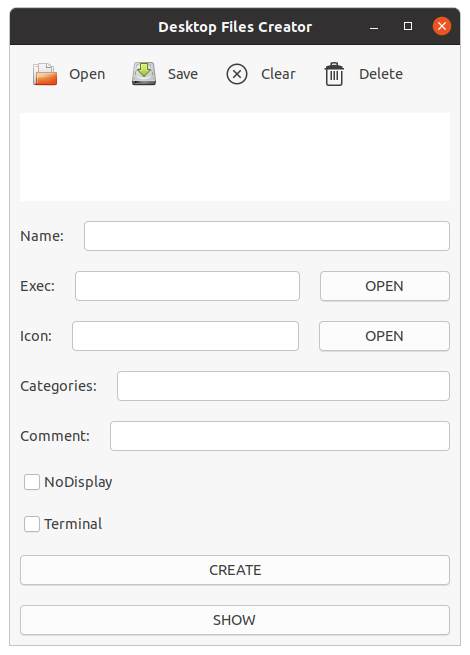 Desktop Files Creator
Open Save Clear Delete
Name:
Exec: OPEN
Icon: OPEN
Categories:
Comment:
NoDisplay
Terminal
CREATE
SHOW